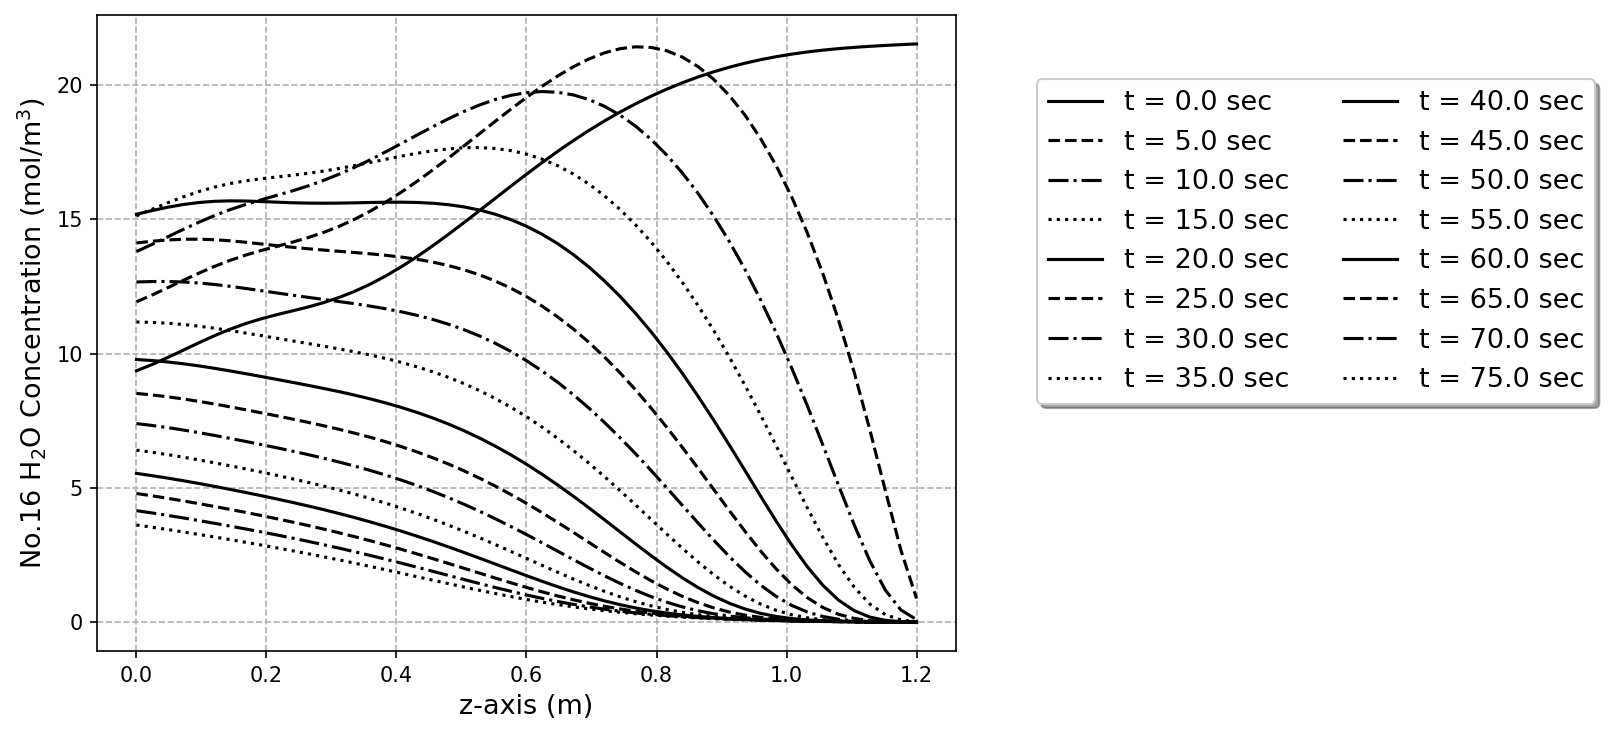 No.16 H₂O Concentration (mol/m³)
20
15
10
5
0
0.0 0.2 0.4 0.6 0.8 1.0 1.2
z-axis (m)
t = 0.0 sec
t = 5.0 sec
t = 10.0 sec
t = 15.0 sec
t = 20.0 sec
t = 25.0 sec
t = 30.0 sec
t = 35.0 sec
t = 40.0 sec
t = 45.0 sec
t = 50.0 sec
t = 55.0 sec
t = 60.0 sec
t = 65.0 sec
t = 70.0 sec
t = 75.0 sec